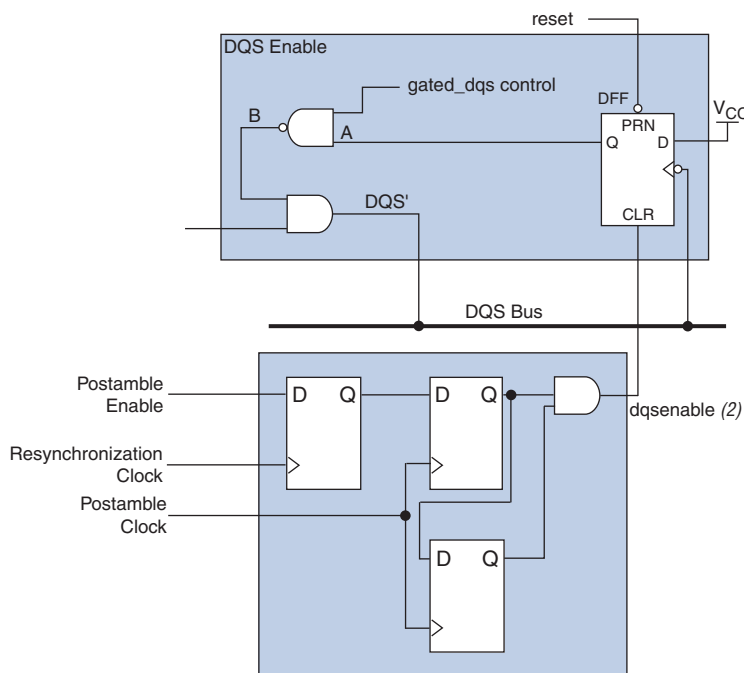 reset
DQS Enable
gated_dqs control
DFF
V
B
A
PRN
Q
D
CLR
DQS'
DQS Bus
Postamble
Enable
D
Q
D
Q
dqsenable (2)
Resynchronization
Clock
Postamble
Clock
D
Q